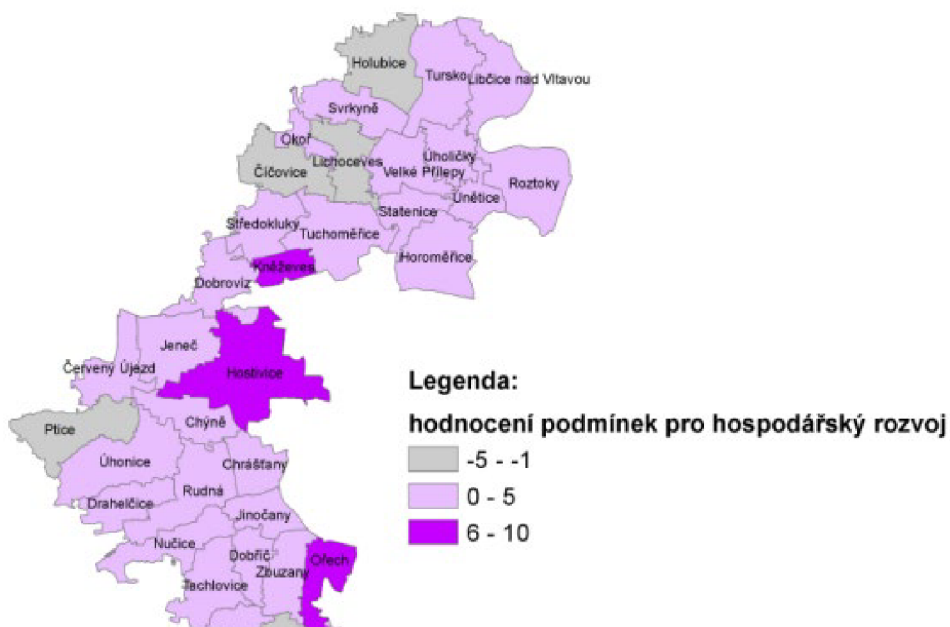 Holubice
Tursko
Libčice nad Vltavou
Svrkyně
Okoř
Lichoceves
Číčovice
Úholičky
Velké Přílepy
Roztoky
Únětice
Statenice
Středokluky
Tuchoměřice
Horoměřice
Kněževes
Dobrovíz
Jeneč
Červený Újezd
Hostivice
Legenda:
hodnocení podmínek pro hospodářský rozvoj
-5 - -1
0 - 5
6 - 10
Ptice
Chýně
Úhonice
Chrášťany
Rudná
Drahelčice
Jinočany
Nučice
Dobříč
Ořech
Zbuzany
Tachlovice